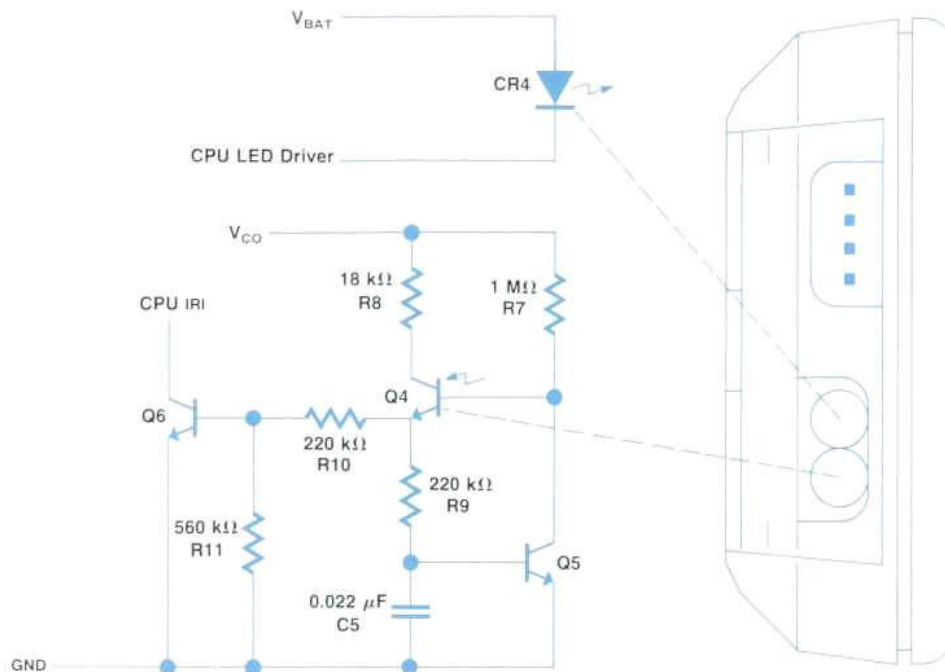 V_BAT
CR4
CPU LED Driver
V_CO
18 kΩ
R8
1 MΩ
R7
CPU IRI
Q4
Q6
220 kΩ
R10
220 kΩ
R9
560 kΩ
R11
Q5
0.022 μF
C5
GND